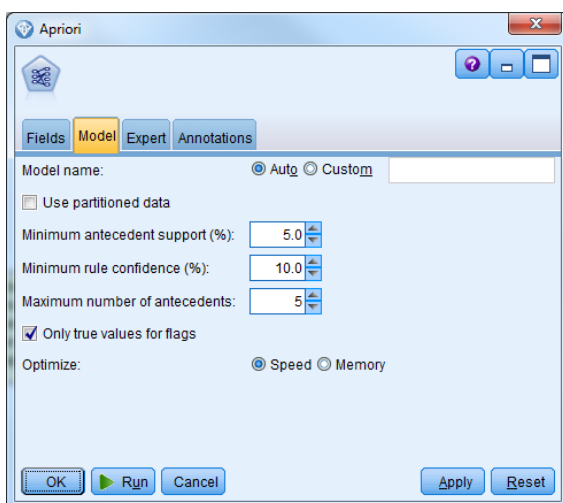 Apriori
Fields Model Expert Annotations
Model name: Auto Custom
Use partitioned data
Minimum antecedent support (%): 5.0
Minimum rule confidence (%): 10.0
Maximum number of antecedents: 5
Only true values for flags
Optimize: Speed Memory
OK Run Cancel Apply Reset